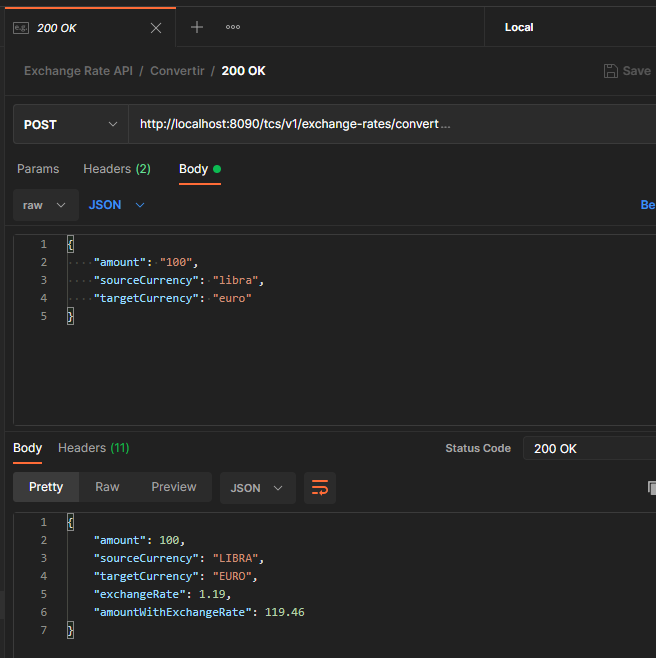 e.g. 200 OK
Local
Exchange Rate API / Convertir / 200 OK
Save
POST http://localhost:8090/tcs/v1/exchange-rates/convert ...
Params Headers (2) Body
raw JSON Be
1 {
2 "amount": "100",
3 "sourceCurrency": "libra",
4 "targetCurrency": "euro"
5 }
Body Headers (11) Status Code 200 OK
Pretty Raw Preview JSON
1 {
2 "amount": 100,
3 "sourceCurrency": "LIBRA",
4 "targetCurrency": "EURO",
5 "exchangeRate": 1.19,
6 "amountWithExchangeRate": 119.46
7 }